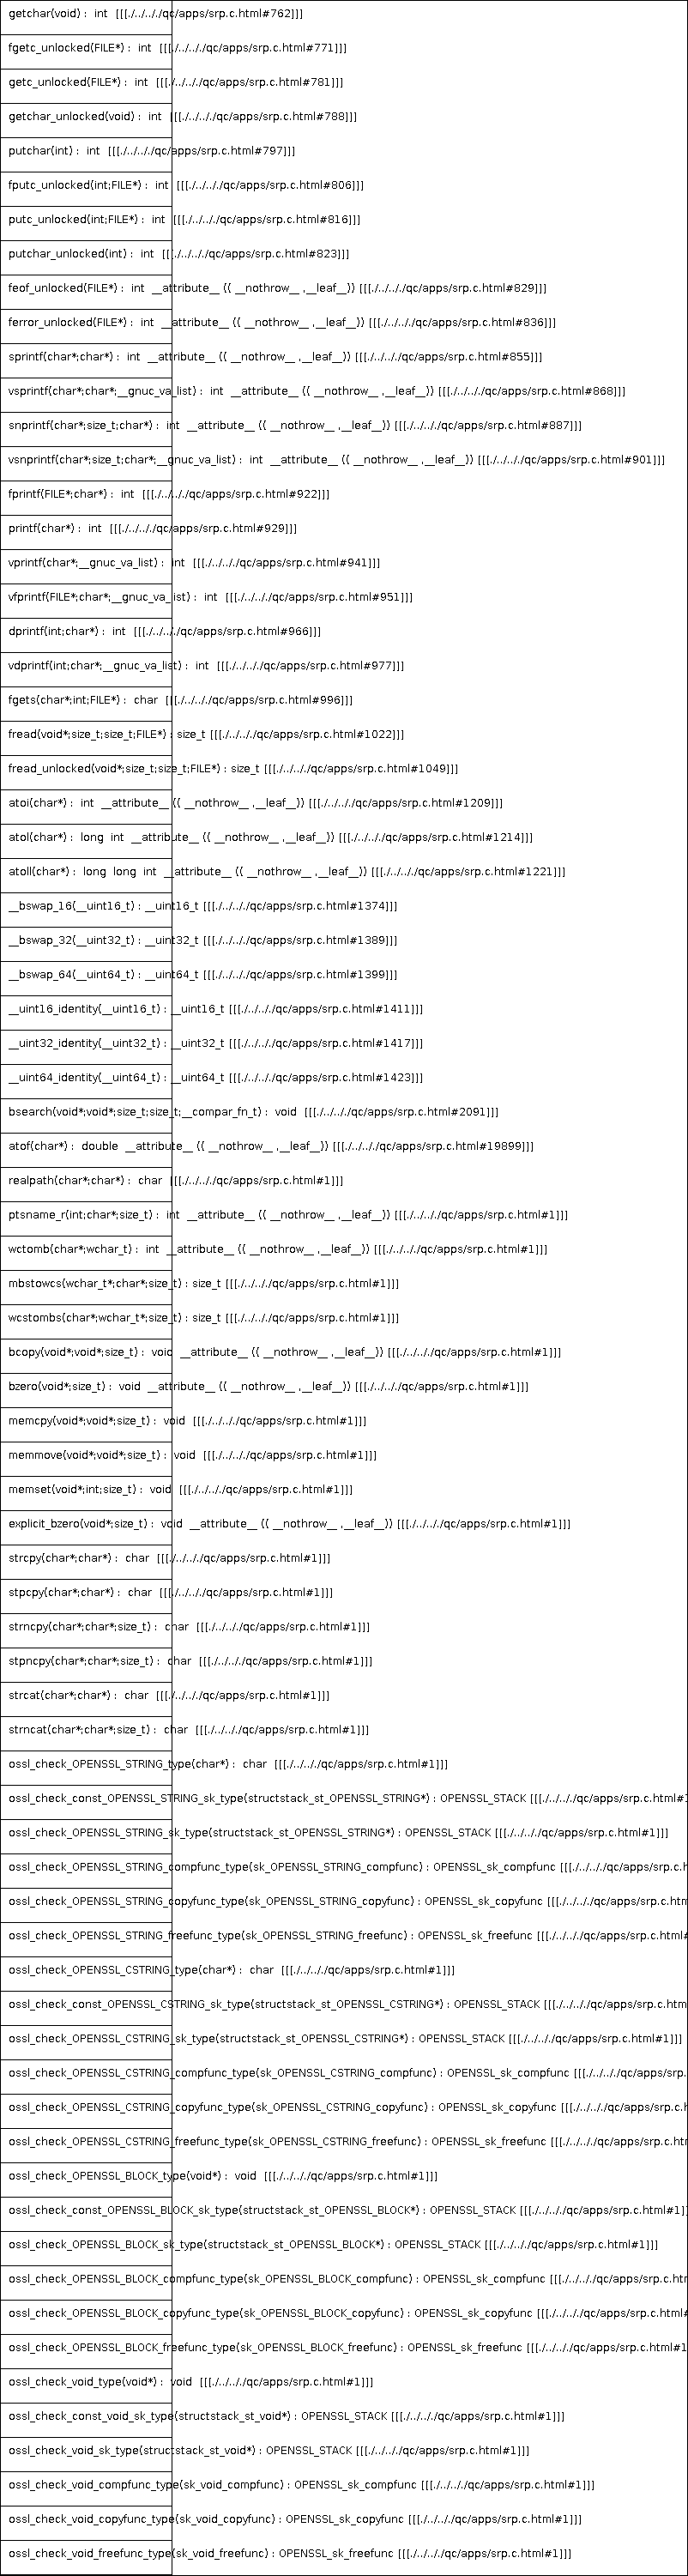 getchar(void) : int [[[./../../qc/apps/srp.c.html#762]]]
fgetc_unlocked(FILE*) : int [[[./../../qc/apps/srp.c.html#771]]]
getc_unlocked(FILE*) : int [[[./../../qc/apps/srp.c.html#781]]]
getchar_unlocked(void) : int [[[./../../qc/apps/srp.c.html#788]]]
putchar(int) : int [[[./../../qc/apps/srp.c.html#797]]]
fputc_unlocked(int;FILE*) : int [[[./../../qc/apps/srp.c.html#806]]]
putc_unlocked(int;FILE*) : int [[[./../../qc/apps/srp.c.html#816]]]
putchar_unlocked(int) : int [[[./../../qc/apps/srp.c.html#823]]]
feof_unlocked(FILE*) : int __attribute__ (( __nothrow__ ,__leaf__)) [[[./../../qc/apps/srp.c.html#829]]]
ferror_unlocked(FILE*) : int __attribute__ (( __nothrow__ ,__leaf__)) [[[./../../qc/apps/srp.c.html#836]]]
sprintf(char*;char*) : int __attribute__ (( __nothrow__ ,__leaf__)) [[[./../../qc/apps/srp.c.html#855]]]
vsprintf(char*;char*;__gnuc_va_list) : int __attribute__ (( __nothrow__ ,__leaf__)) [[[./../../qc/apps/srp.c.html#868]]]
snprintf(char*;size_t;char*) : int __attribute__ (( __nothrow__ ,__leaf__)) [[[./../../qc/apps/srp.c.html#887]]]
vsnprintf(char*;size_t;char*;__gnuc_va_list) : int __attribute__ (( __nothrow__ ,__leaf__)) [[[./../../qc/apps/srp.c.html#901]]]
fprintf(FILE*;char*) : int [[[./../../qc/apps/srp.c.html#922]]]
printf(char*) : int [[[./../../qc/apps/srp.c.html#929]]]
vprintf(char*;__gnuc_va_list) : int [[[./../../qc/apps/srp.c.html#941]]]
vfprintf(FILE*;char*;__gnuc_va_list) : int [[[./../../qc/apps/srp.c.html#951]]]
dprintf(int;char*) : int [[[./../../qc/apps/srp.c.html#966]]]
vdprintf(int;char*;__gnuc_va_list) : int [[[./../../qc/apps/srp.c.html#977]]]
fgets(char*;int;FILE*) : char [[[./../../qc/apps/srp.c.html#996]]]
fread(void*;size_t;size_t;FILE*) : size_t [[[./../../qc/apps/srp.c.html#1022]]]
fread_unlocked(void*;size_t;size_t;FILE*) : size_t [[[./../../qc/apps/srp.c.html#1049]]]
atoi(char*) : int __attribute__ (( __nothrow__ ,__leaf__)) [[[./../../qc/apps/srp.c.html#1209]]]
atol(char*) : long int __attribute__ (( __nothrow__ ,__leaf__)) [[[./../../qc/apps/srp.c.html#1214]]]
atoll(char*) : long long int __attribute__ (( __nothrow__ ,__leaf__)) [[[./../../qc/apps/srp.c.html#1221]]]
__bswap_16(__uint16_t) : __uint16_t [[[./../../qc/apps/srp.c.html#1374]]]
__bswap_32(__uint32_t) : __uint32_t [[[./../../qc/apps/srp.c.html#1389]]]
__bswap_64(__uint64_t) : __uint64_t [[[./../../qc/apps/srp.c.html#1399]]]
__uint16_identity(__uint16_t) : __uint16_t [[[./../../qc/apps/srp.c.html#1411]]]
__uint32_identity(__uint32_t) : __uint32_t [[[./../../qc/apps/srp.c.html#1417]]]
__uint64_identity(__uint64_t) : __uint64_t [[[./../../qc/apps/srp.c.html#1423]]]
bsearch(void*;void*;size_t;size_t;__compar_fn_t) : void [[[./../../qc/apps/srp.c.html#2091]]]
atof(char*) : double __attribute__ (( __nothrow__ ,__leaf__)) [[[./../../qc/apps/srp.c.html#19899]]]
realpath(char*;char*) : char [[[./../../qc/apps/srp.c.html#1]]]
ptsname_r(int;char*;size_t) : int __attribute__ (( __nothrow__ ,__leaf__)) [[[./../../qc/apps/srp.c.html#1]]]
wctomb(char*;wchar_t) : int __attribute__ (( __nothrow__ ,__leaf__)) [[[./../../qc/apps/srp.c.html#1]]]
mbstowcs(wchar_t*;char*;size_t) : size_t [[[./../../qc/apps/srp.c.html#1]]]
wcstombs(char*;wchar_t*;size_t) : size_t [[[./../../qc/apps/srp.c.html#1]]]
bcopy(void*;void*;size_t) : void __attribute__ (( __nothrow__ ,__leaf__)) [[[./../../qc/apps/srp.c.html#1]]]
bzero(void*;size_t) : void __attribute__ (( __nothrow__ ,__leaf__)) [[[./../../qc/apps/srp.c.html#1]]]
memcpy(void*;void*;size_t) : void [[[./../../qc/apps/srp.c.html#1]]]
memmove(void*;void*;size_t) : void [[[./../../qc/apps/srp.c.html#1]]]
memset(void*;int;size_t) : void [[[./../../qc/apps/srp.c.html#1]]]
explicit_bzero(void*;size_t) : void __attribute__ (( __nothrow__ ,__leaf__)) [[[./../../qc/apps/srp.c.html#1]]]
strcpy(char*;char*) : char [[[./../../qc/apps/srp.c.html#1]]]
stpcpy(char*;char*) : char [[[./../../qc/apps/srp.c.html#1]]]
strncpy(char*;char*;size_t) : char [[[./../../qc/apps/srp.c.html#1]]]
stpncpy(char*;char*;size_t) : char [[[./../../qc/apps/srp.c.html#1]]]
strcat(char*;char*) : char [[[./../../qc/apps/srp.c.html#1]]]
strncat(char*;char*;size_t) : char [[[./../../qc/apps/srp.c.html#1]]]
ossl_check_OPENSSL_STRING_type(char*) : char [[[./../../qc/apps/srp.c.html#1]]]
ossl_check_const_OPENSSL_STRING_sk_type(structstack_st_OPENSSL_STRING*) : OPENSSL_STACK [[[./../../qc/apps/srp.c.html#1
ossl_check_OPENSSL_STRING_sk_type(structstack_st_OPENSSL_STRING*) : OPENSSL_STACK [[[./../../qc/apps/srp.c.html#1]]]
ossl_check_OPENSSL_STRING_compfunc_type(sk_OPENSSL_STRING_compfunc) : OPENSSL_sk_compfunc [[[./../../qc/apps/srp.c.h
ossl_check_OPENSSL_STRING_copyfunc_type(sk_OPENSSL_STRING_copyfunc) : OPENSSL_sk_copyfunc [[[./../../qc/apps/srp.c.htm
ossl_check_OPENSSL_STRING_freefunc_type(sk_OPENSSL_STRING_freefunc) : OPENSSL_sk_freefunc [[[./../../qc/apps/srp.c.html#
ossl_check_OPENSSL_CSTRING_type(char*) : char [[[./../../qc/apps/srp.c.html#1]]]
ossl_check_const_OPENSSL_CSTRING_sk_type(structstack_st_OPENSSL_CSTRING*) : OPENSSL_STACK [[[./../../qc/apps/srp.c.htm
ossl_check_OPENSSL_CSTRING_sk_type(structstack_st_OPENSSL_CSTRING*) : OPENSSL_STACK [[[./../../qc/apps/srp.c.html#1]]]
ossl_check_OPENSSL_CSTRING_compfunc_type(sk_OPENSSL_CSTRING_compfunc) : OPENSSL_sk_compfunc [[[./../../qc/apps/srp.
ossl_check_OPENSSL_CSTRING_copyfunc_type(sk_OPENSSL_CSTRING_copyfunc) : OPENSSL_sk_copyfunc [[[./../../qc/apps/srp.c.h
ossl_check_OPENSSL_CSTRING_freefunc_type(sk_OPENSSL_CSTRING_freefunc) : OPENSSL_sk_freefunc [[[./../../qc/apps/srp.c.htm
ossl_check_OPENSSL_BLOCK_type(void*) : void [[[./../../qc/apps/srp.c.html#1]]]
ossl_check_const_OPENSSL_BLOCK_sk_type(structstack_st_OPENSSL_BLOCK*) : OPENSSL_STACK [[[./../../qc/apps/srp.c.html#1]]
ossl_check_OPENSSL_BLOCK_sk_type(structstack_st_OPENSSL_BLOCK*) : OPENSSL_STACK [[[./../../qc/apps/srp.c.html#1]]]
ossl_check_OPENSSL_BLOCK_compfunc_type(sk_OPENSSL_BLOCK_compfunc) : OPENSSL_sk_compfunc [[[./../../qc/apps/srp.c.htm
ossl_check_OPENSSL_BLOCK_copyfunc_type(sk_OPENSSL_BLOCK_copyfunc) : OPENSSL_sk_copyfunc [[[./../../qc/apps/srp.c.html#
ossl_check_OPENSSL_BLOCK_freefunc_type(sk_OPENSSL_BLOCK_freefunc) : OPENSSL_sk_freefunc [[[./../../qc/apps/srp.c.html#1
ossl_check_void_type(void*) : void [[[./../../qc/apps/srp.c.html#1]]]
ossl_check_const_void_sk_type(structstack_st_void*) : OPENSSL_STACK [[[./../../qc/apps/srp.c.html#1]]]
ossl_check_void_sk_type(structstack_st_void*) : OPENSSL_STACK [[[./../../qc/apps/srp.c.html#1]]]
ossl_check_void_compfunc_type(sk_void_compfunc) : OPENSSL_sk_compfunc [[[./../../qc/apps/srp.c.html#1]]]
ossl_check_void_copyfunc_type(sk_void_copyfunc) : OPENSSL_sk_copyfunc [[[./../../qc/apps/srp.c.html#1]]]
ossl_check_void_freefunc_type(sk_void_freefunc) : OPENSSL_sk_freefunc [[[./../../qc/apps/srp.c.html#1]]]